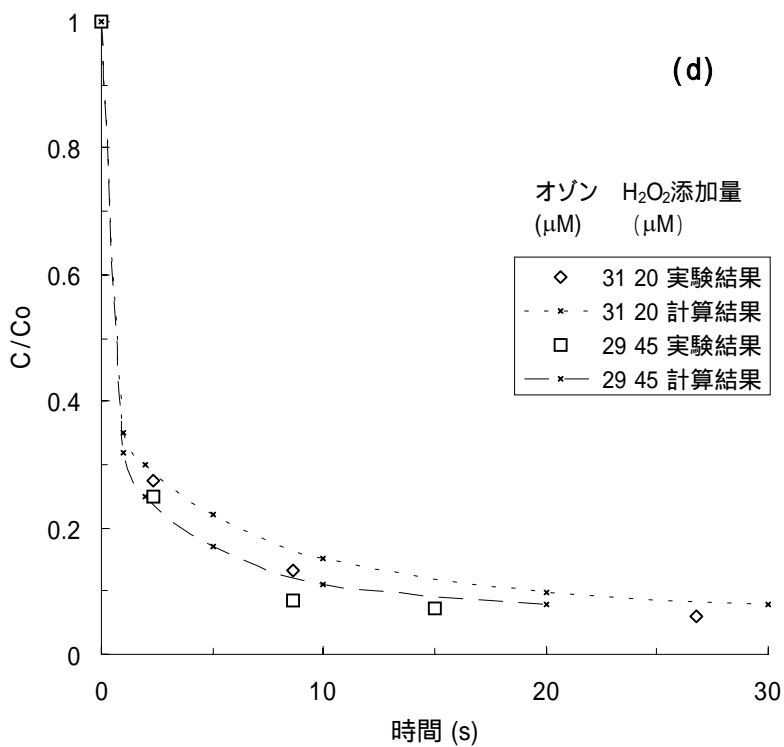 1
(d)
0.8
オゾン H₂O₂添加量
(μM) (μM)
31 20 実験結果
31 20 計算結果
29 45 実験結果
29 45 計算結果
0.6
C/Co
0.4
0.2
0
0 10 20 30
時間 (s)